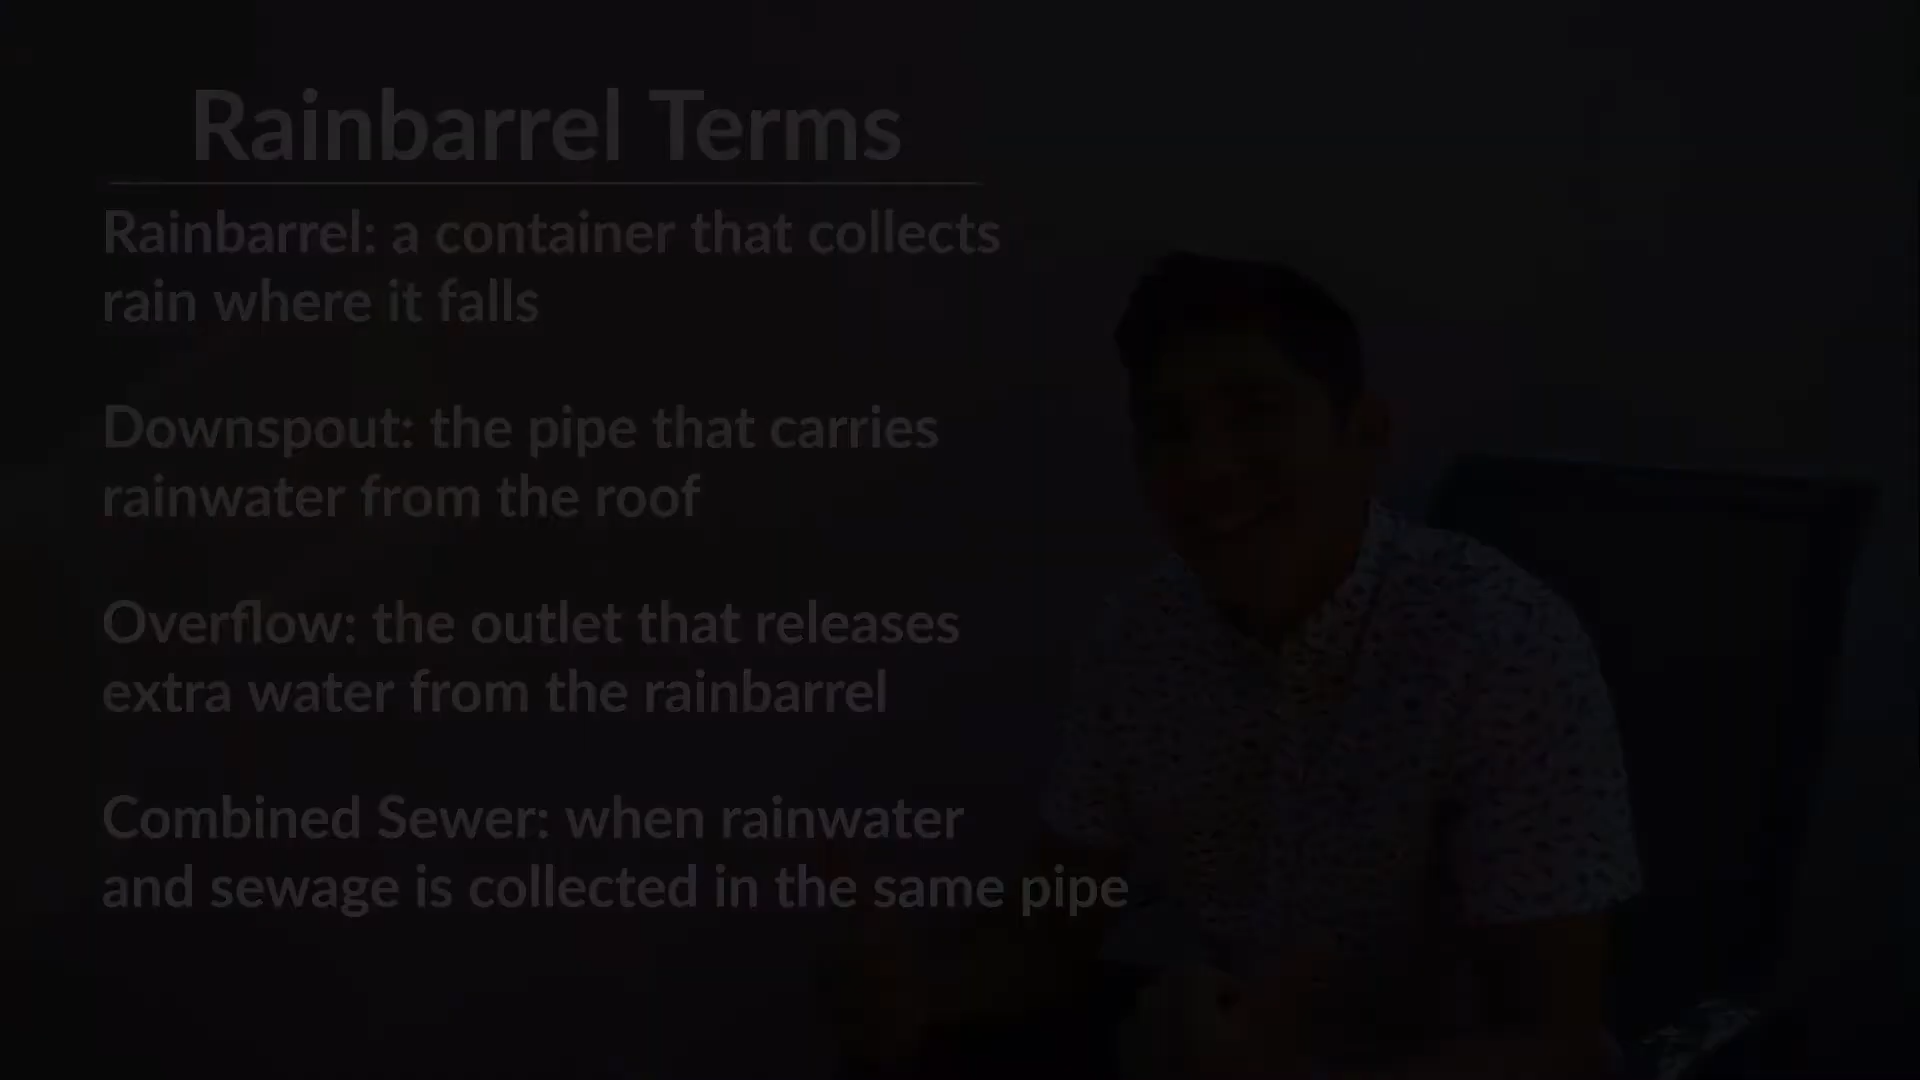 Rainbarrel Terms
Rainbarrel: a container that collects
rain where it falls
Downspout: the pipe that carries
rainwater from the roof
Overflow: the outlet that releases
extra water from the rainbarrel
Combined Sewer: when rainwater
and sewage is collected in the same pipe